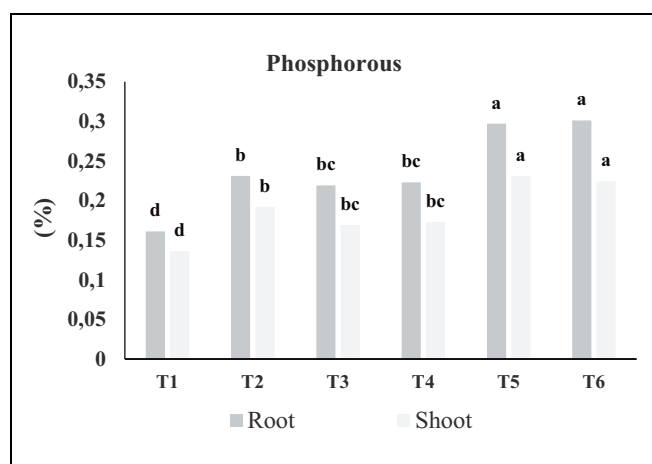 Phosphorous
0,35
0,3
0,25
0,2
0,15
0,1
0,05
0
(%)
d d b b bc bc bc bc a a a a
T1 T2 T3 T4 T5 T6
Root Shoot